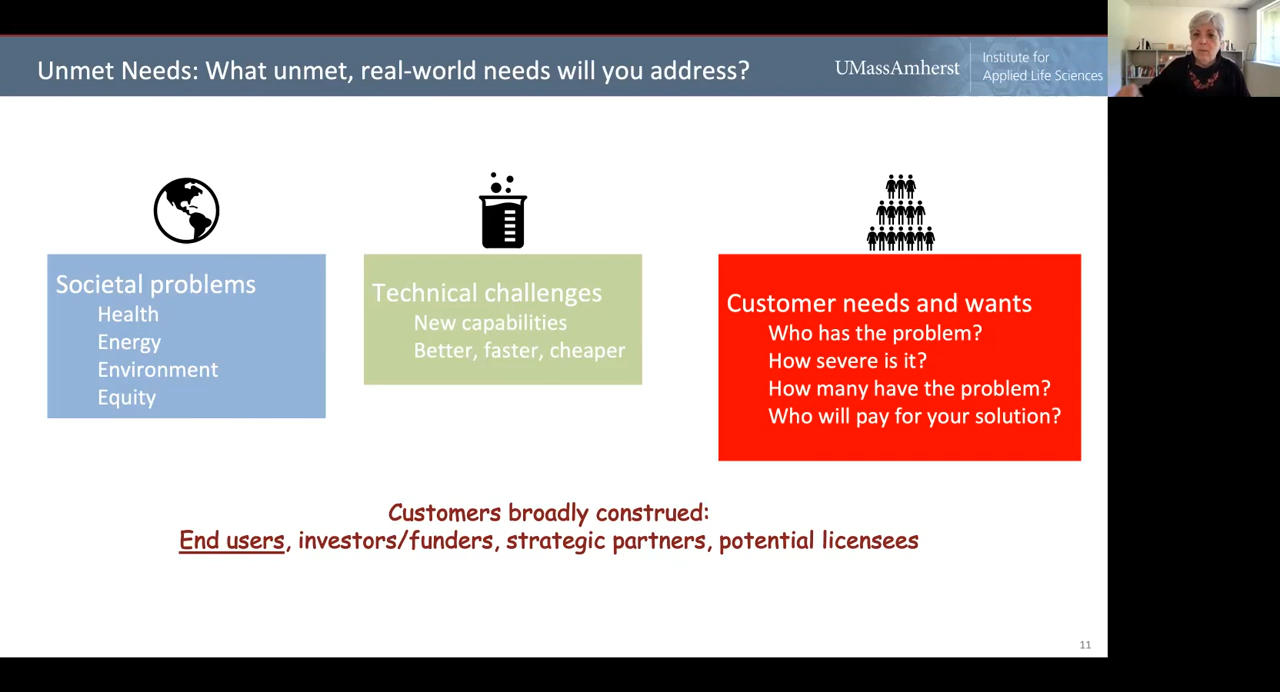 Unmet Needs: What unmet, real-world needs will you address?
UMassAmherst
Institute for
Applied Life Sciences
Societal problems
Health
Energy
Environment
Equity
Technical challenges
New capabilities
Better, faster, cheaper
Customer needs and wants
Who has the problem?
How severe is it?
How many have the problem?
Who will pay for your solution?
Customers broadly construed:
End users, investors/funders, strategic partners, potential licensees
11